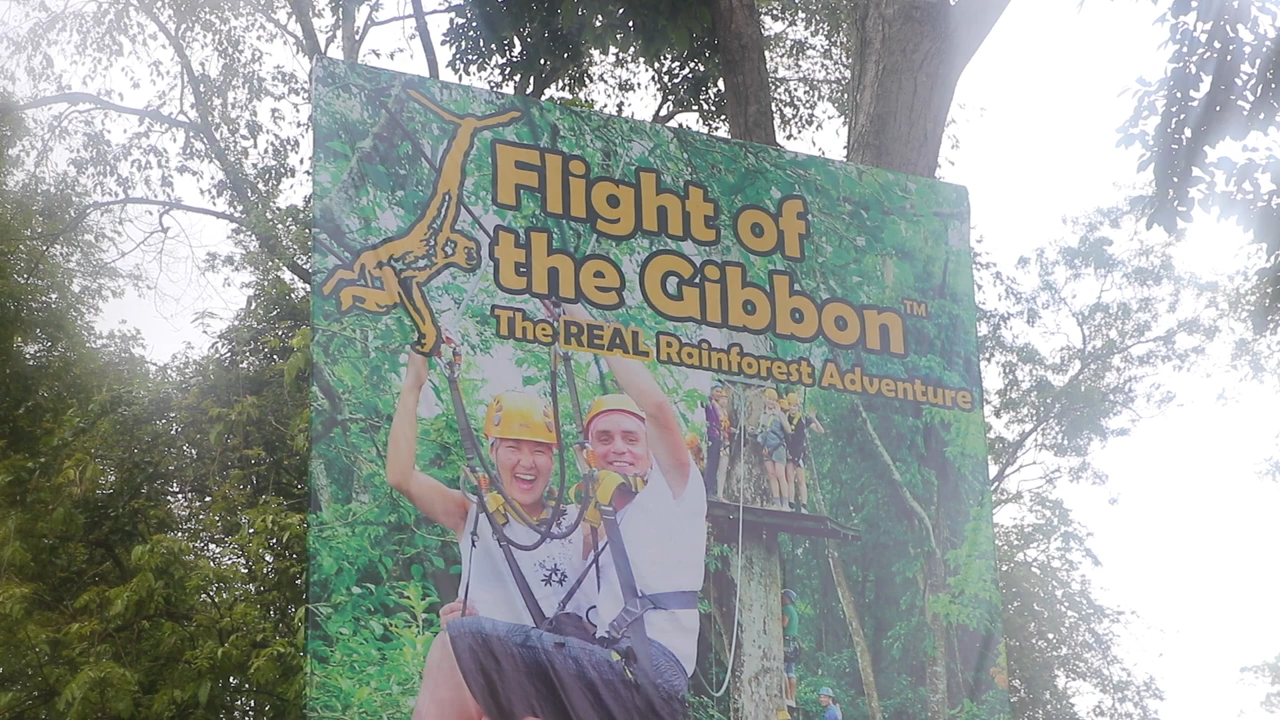 Flight of
the Gibbon™
The REAL Rainforest Adventure